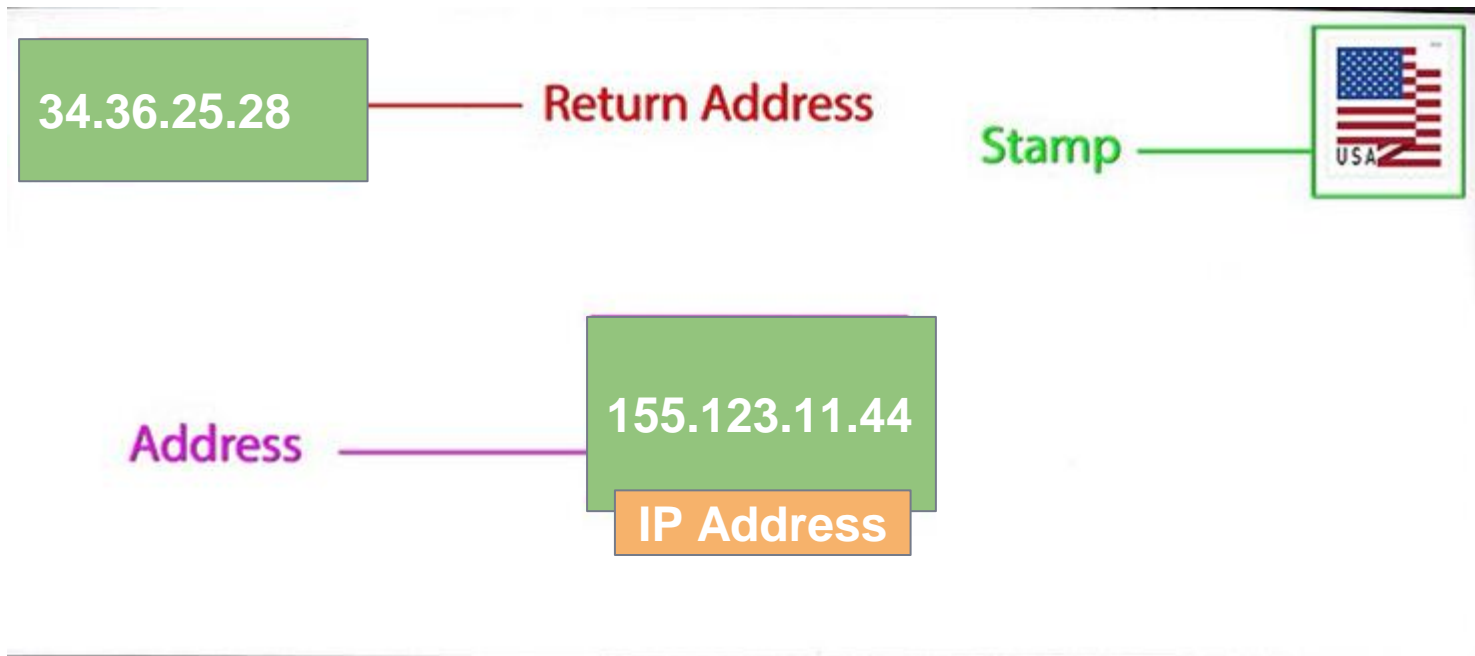 34.36.25.28
Return Address
Stamp
USA
155.123.11.44
Address
IP Address